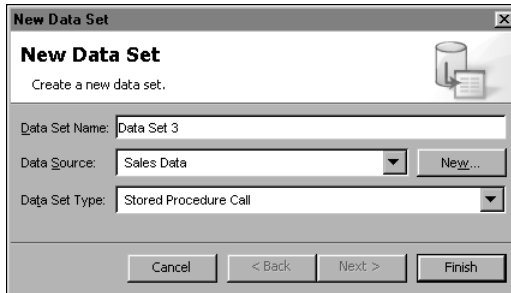 New Data Set
New Data Set
Create a new data set.
Data Set Name: Data Set 3
Data Source: Sales Data New...
Data Set Type: Stored Procedure Call
Cancel < Back Next > Finish